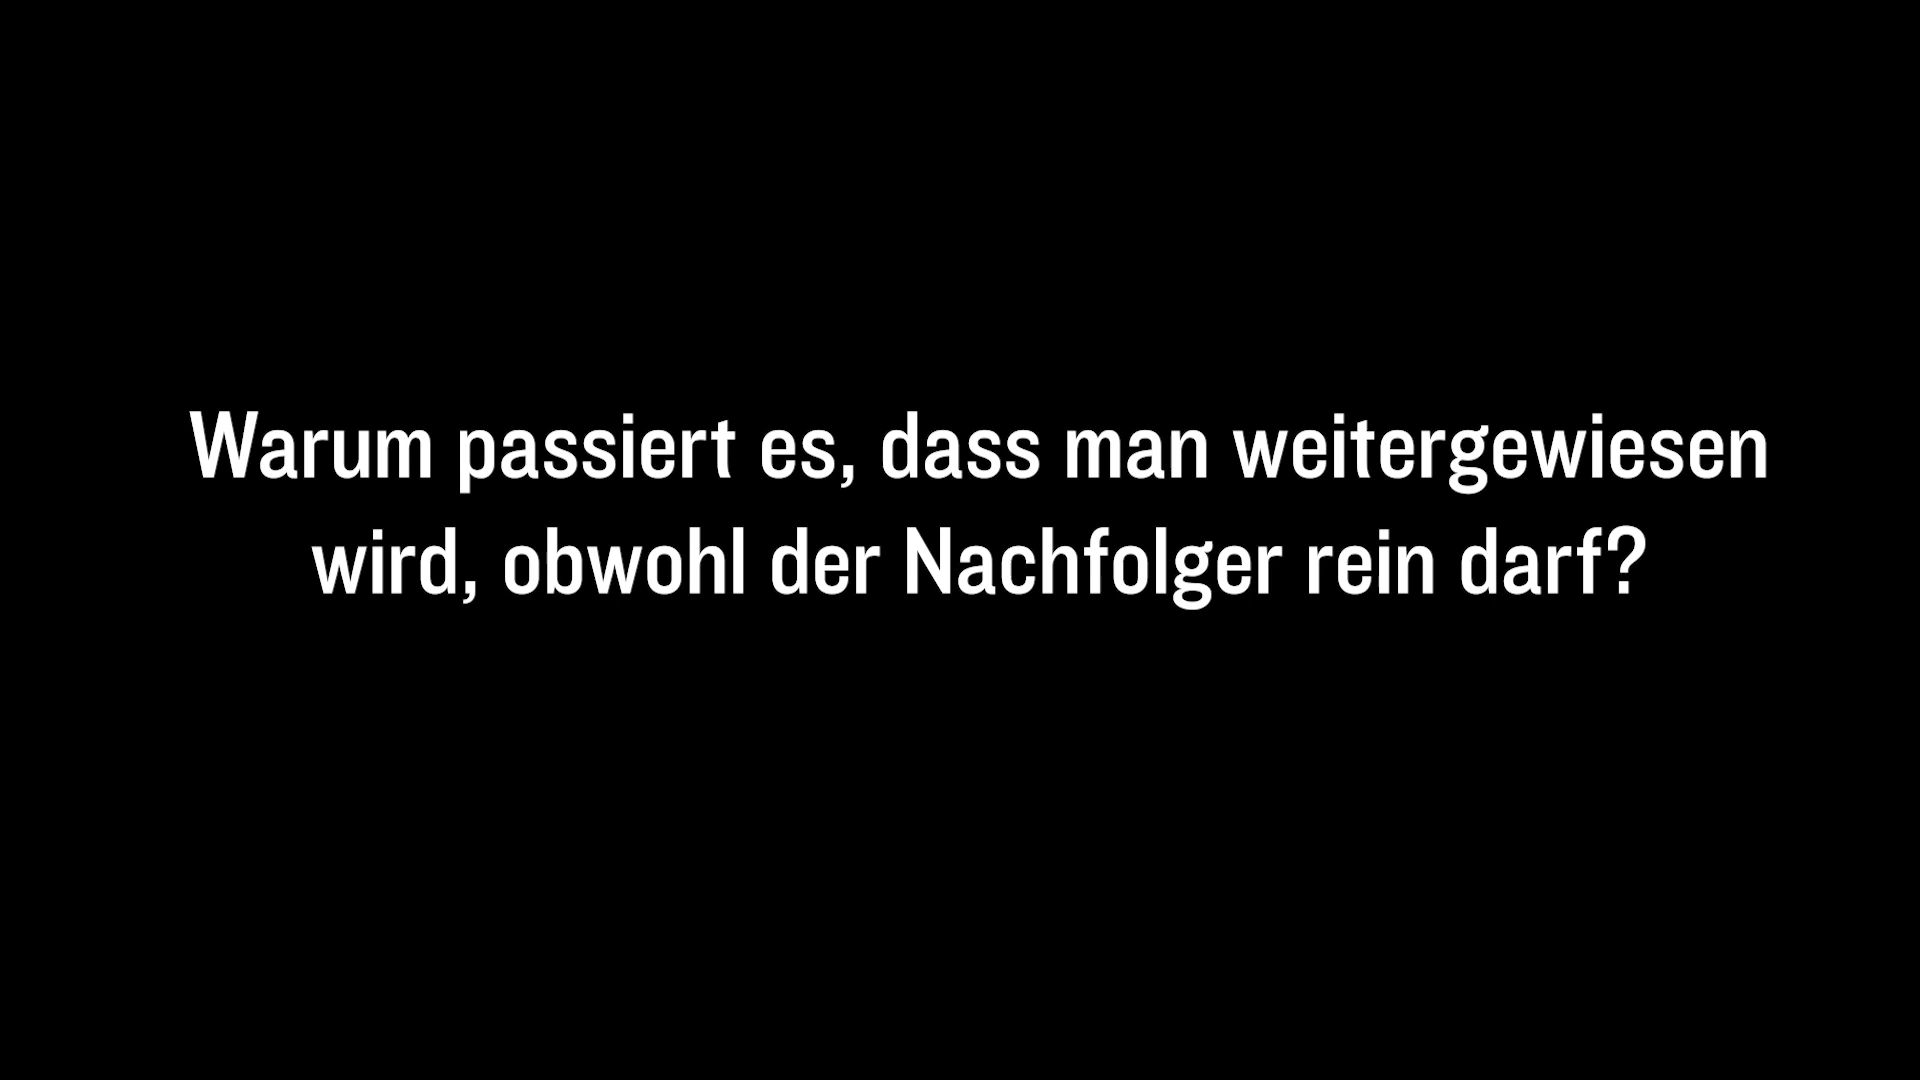 Warum passiert es, dass man weitergewiesen
wird, obwohl der Nachfolger rein darf?